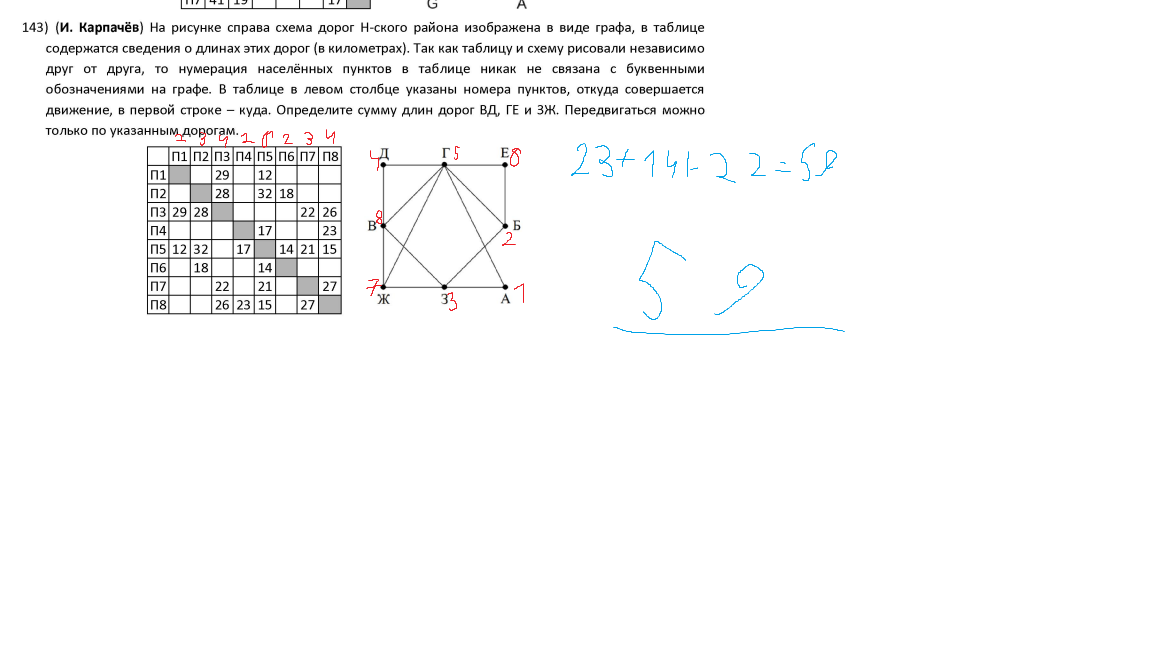 П7 41 19 17
G A
143) (И. Карпачёв) На рисунке справа схема дорог Н-ского района изображена в виде графа, в таблице
содержатся сведения о длинах этих дорог (в километрах). Так как таблицу и схему рисовали независимо
друг от друга, то нумерация населённых пунктов в таблице никак не связана с буквенными
обозначениями на графе. В таблице в левом столбце указаны номера пунктов, откуда совершается
движение, в первой строке – куда. Определите сумму длин дорог ВД, ГЕ и ЗЖ. Передвигаться можно
только по указанным дорогам.
2 3 4 2 2 3 4
П1 П2 П3 П4 П5 П6 П7 П8
П1 29 12
П2 28 32 18
П3 29 28 22 26
П4 17 23
П5 12 32 17 14 21 15
П6 18 14
П7 22 21 27
П8 26 23 15 27
Д 4 Г 5 Е 6
В 8 Б 2
Ж 7 З 3 А 1
23+14+22=59
59